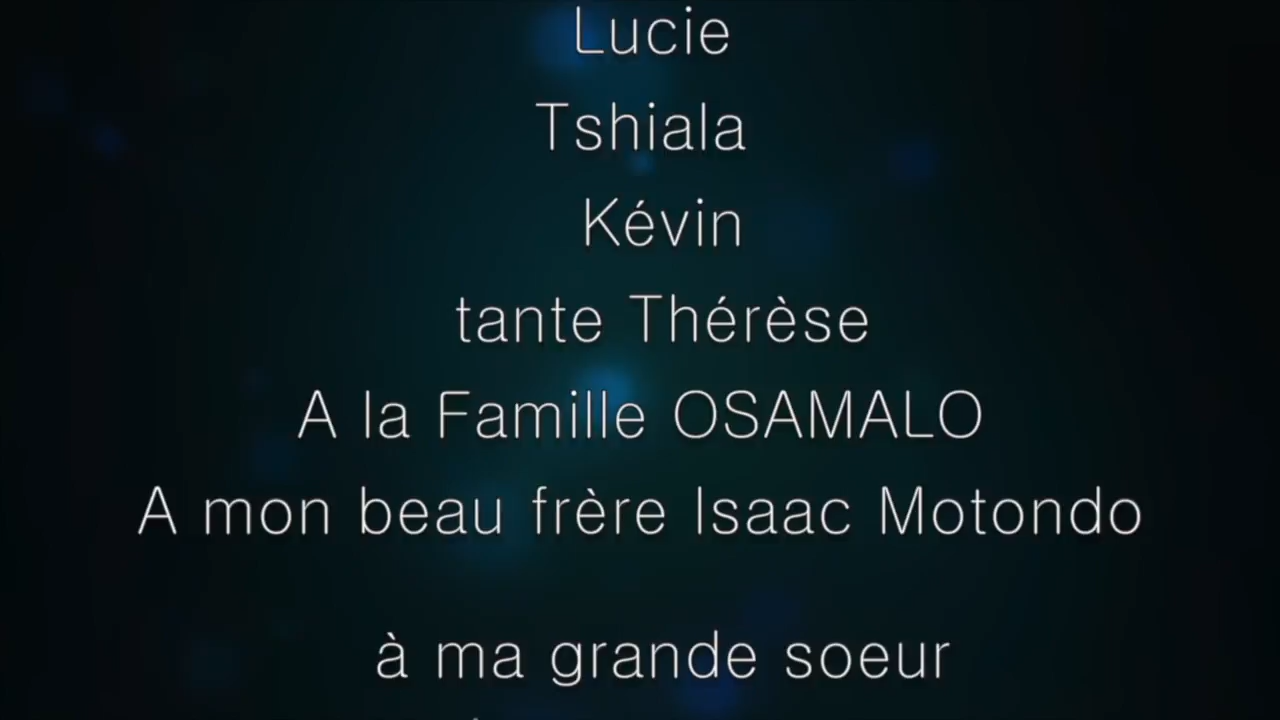 Lucie
Tshiala
Kévin
tante Thérèse
A la Famille OSAMALO
A mon beau frère Isaac Motondo
à ma grande soeur